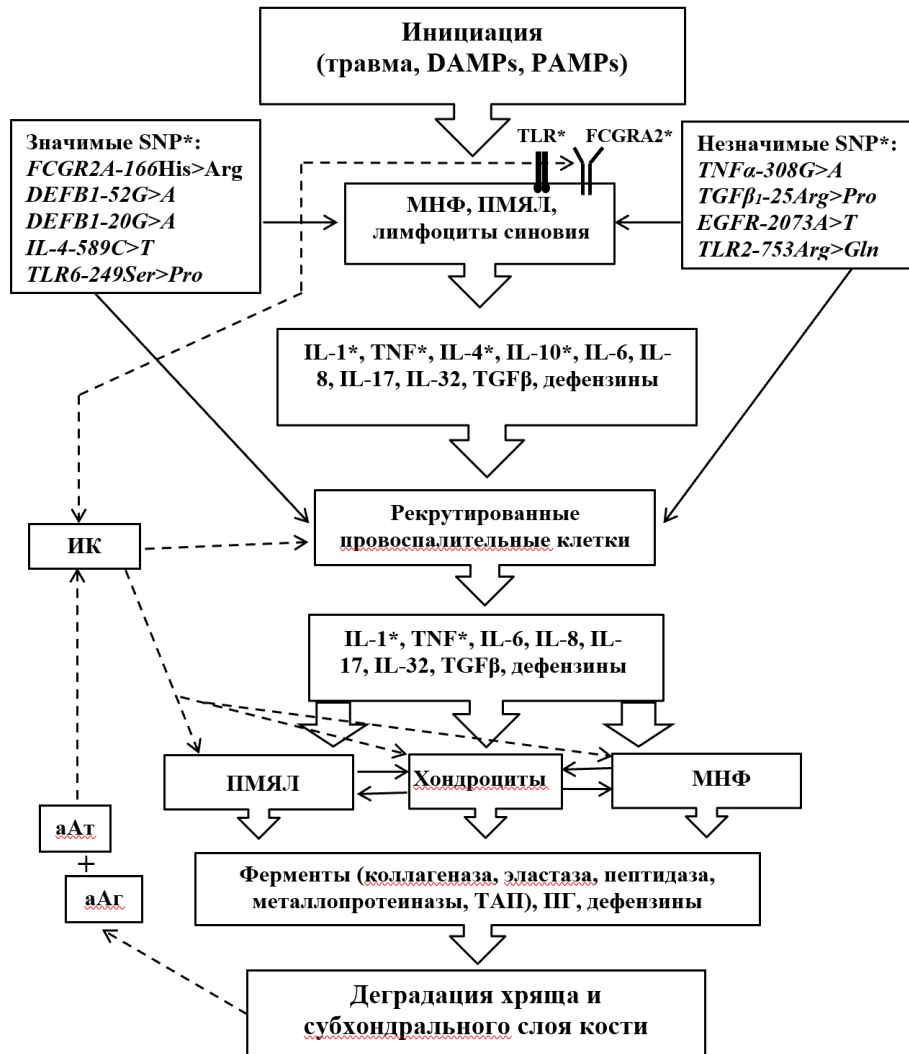 Инициация
(травма, DAMPs, PAMPs)
TLR* FCGRA2*
Значимые SNP*:
FCGR2A-166His>Arg
DEFB1-52G>A
DEFB1-20G>A
IL-4-589C>T
TLR6-249Ser>Pro
Незначимые SNP*:
TNFα-308G>A
TGFβ1-25Arg>Pro
EGFR-2073A>T
TLR2-753Arg>Gln
МНФ, ПМЯЛ,
лимфоциты синовия
IL-1*, TNF*, IL-4*, IL-10*, IL-6, IL-
8, IL-17, IL-32, TGFβ, дефензины
Рекрутированные
провоспалительные клетки
ИК
IL-1*, TNF*, IL-6, IL-8, IL-
17, IL-32, TGFβ, дефензины
ПМЯЛ
Хондроциты
МНФ
аАт
+
аАг
Ферменты (коллагеназа, эластаза, пептидаза,
металлопротеиназы, ТАП), ПГ, дефензины
Деградация хряща и
субхондрального слоя кости